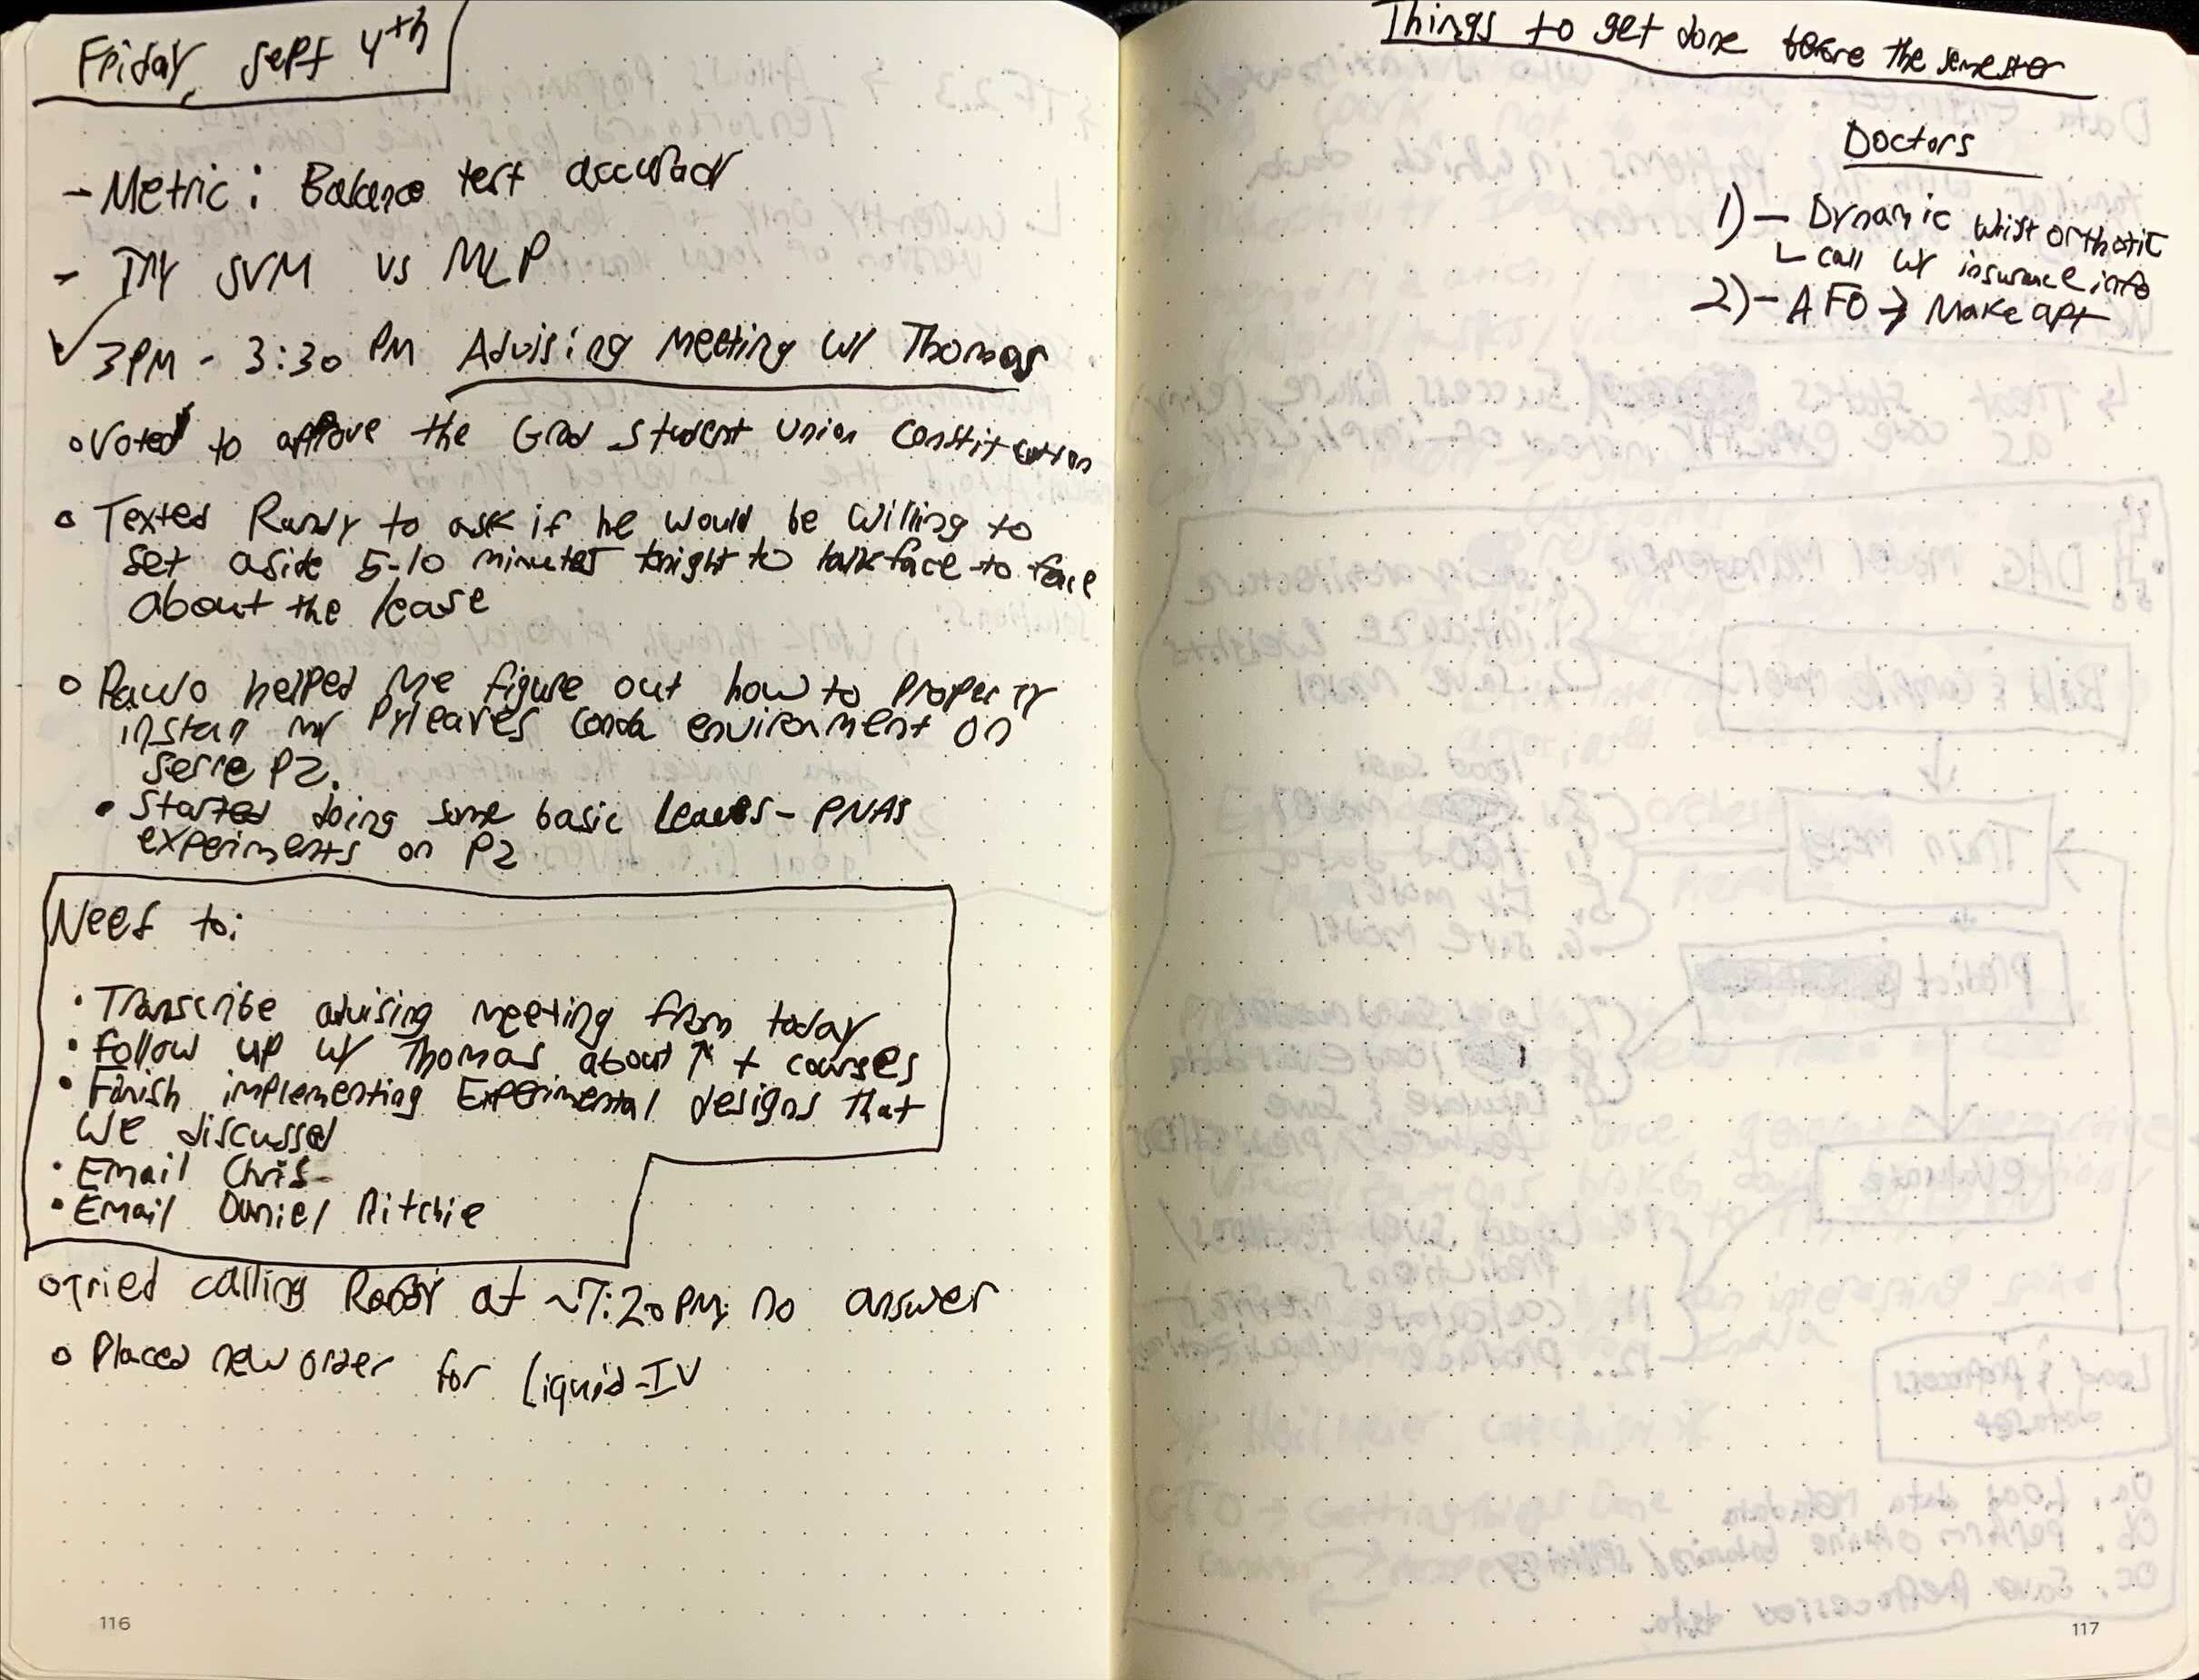 Friday, Sept 4th
- Metric: Balance test accuracy
- Try SVM vs MLP
✓ 3PM - 3:30 PM Advising Meeting w/ Thomas
o Voted to approve the Grad Student Union Constitution
o Texted Randy to ask if he would be willing to
set aside 5-10 minutes tonight to talk face-to face
about the lease
o Paulo helped me figure out how to properly
install my Pyleaves conda environment on
Serre P2.
• Started doing some basic Leaves-PNAS
experiments on P2
Need to:
• Transcribe advising meeting from today
• Follow up w/ Thomas about ↑ + courses
• Finish implementing Experimental designs that
we discussed
• Email Chris
• Email Daniel Ritchie
o Tried calling Randy at ~7:20PM; no answer
o Placed new order for Liquid-IV
116
Things to get done before the semester
Doctors
1) - Dynamic wrist orthotic
└ call w/ insurance info
2) - AFO → Make apt
117